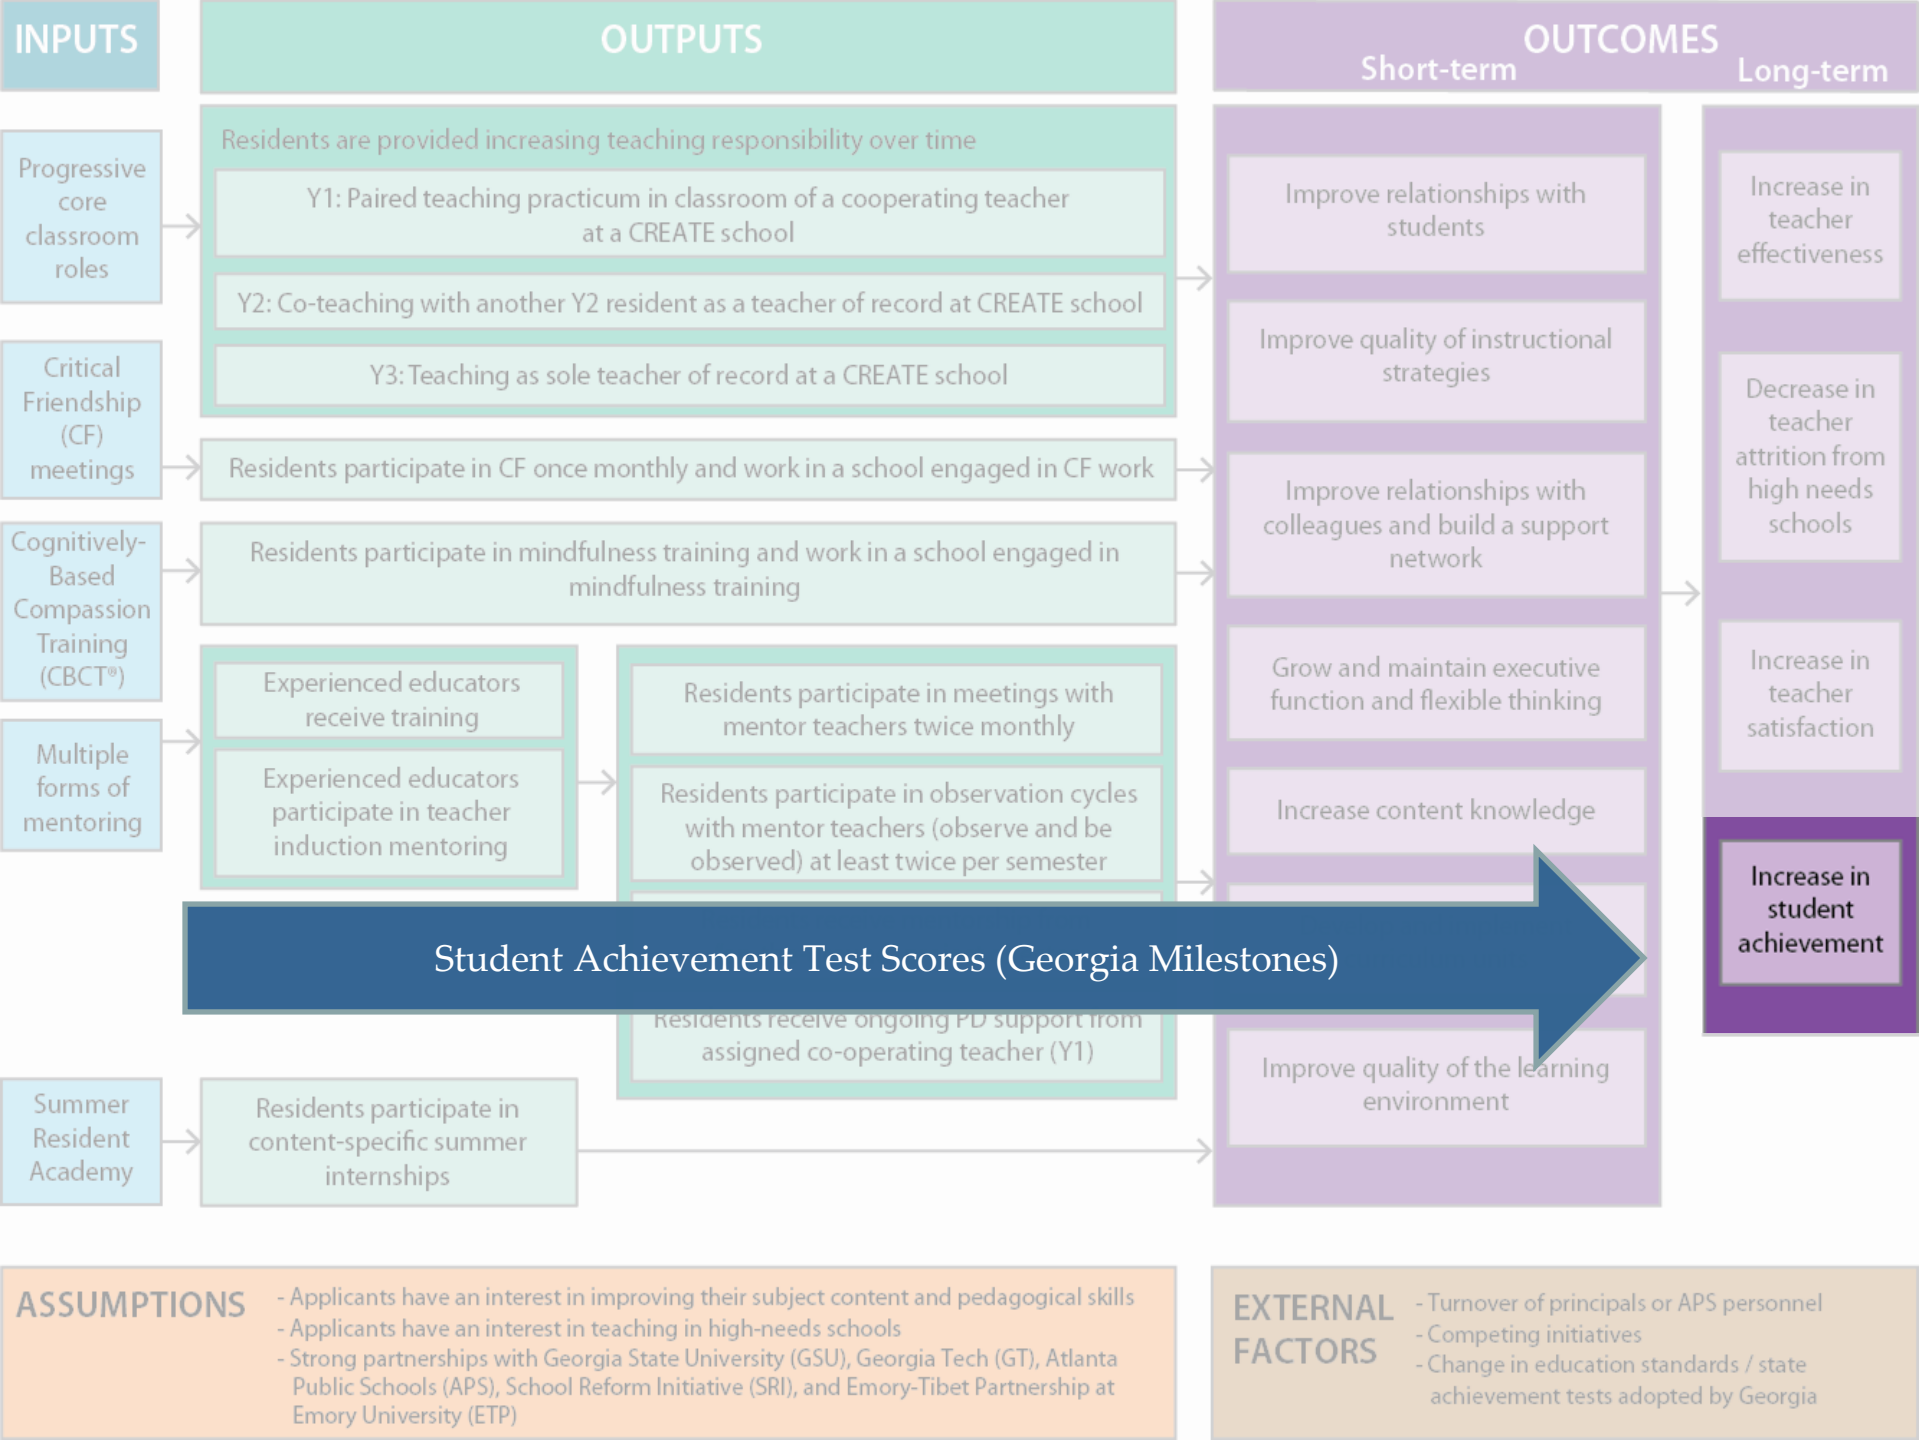 INPUTS
OUTPUTS
OUTCOMES
Short-term
Long-term
Progressive
core
classroom
roles
Residents are provided increasing teaching responsibility over time
Y1: Paired teaching practicum in classroom of a cooperating teacher
at a CREATE school
Y2: Co-teaching with another Y2 resident as a teacher of record at CREATE school
Y3: Teaching as sole teacher of record at a CREATE school
Critical
Friendship
(CF)
meetings
Residents participate in CF once monthly and work in a school engaged in CF work
Cognitively-
Based
Compassion
Training
(CBCT®)
Residents participate in mindfulness training and work in a school engaged in
mindfulness training
Multiple
forms of
mentoring
Experienced educators
receive training
Experienced educators
participate in teacher
induction mentoring
Residents participate in meetings with
mentor teachers twice monthly
Residents participate in observation cycles
with mentor teachers (observe and be
observed) at least twice per semester
Student Achievement Test Scores (Georgia Milestones)
Residents receive ongoing PD support from
assigned co-operating teacher (Y1)
Summer
Resident
Academy
Residents participate in
content-specific summer
internships
Improve relationships with
students
Improve quality of instructional
strategies
Improve relationships with
colleagues and build a support
network
Grow and maintain executive
function and flexible thinking
Increase content knowledge
Improve quality of the learning
environment
Increase in
teacher
effectiveness
Decrease in
teacher
attrition from
high needs
schools
Increase in
teacher
satisfaction
Increase in
student
achievement
ASSUMPTIONS
- Applicants have an interest in improving their subject content and pedagogical skills
- Applicants have an interest in teaching in high-needs schools
- Strong partnerships with Georgia State University (GSU), Georgia Tech (GT), Atlanta
Public Schools (APS), School Reform Initiative (SRI), and Emory-Tibet Partnership at
Emory University (ETP)
EXTERNAL
FACTORS
- Turnover of principals or APS personnel
- Competing initiatives
- Change in education standards / state
achievement tests adopted by Georgia